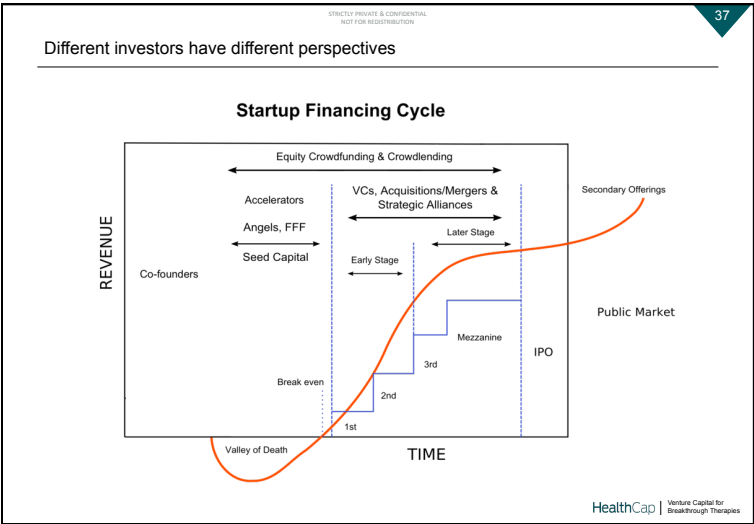 STRICTLY PRIVATE & CONFIDENTIAL
NOT FOR REDISTRIBUTION
37
Different investors have different perspectives
Startup Financing Cycle
Equity Crowdfunding & Crowdlending
Accelerators
VCs, Acquisitions/Mergers &
Strategic Alliances
Secondary Offerings
Angels, FFF
Later Stage
Seed Capital
Early Stage
REVENUE
Co-founders
Public Market
Mezzanine
IPO
3rd
Break even
2nd
1st
Valley of Death
TIME
HealthCap
Venture Capital for
Breakthrough Therapies